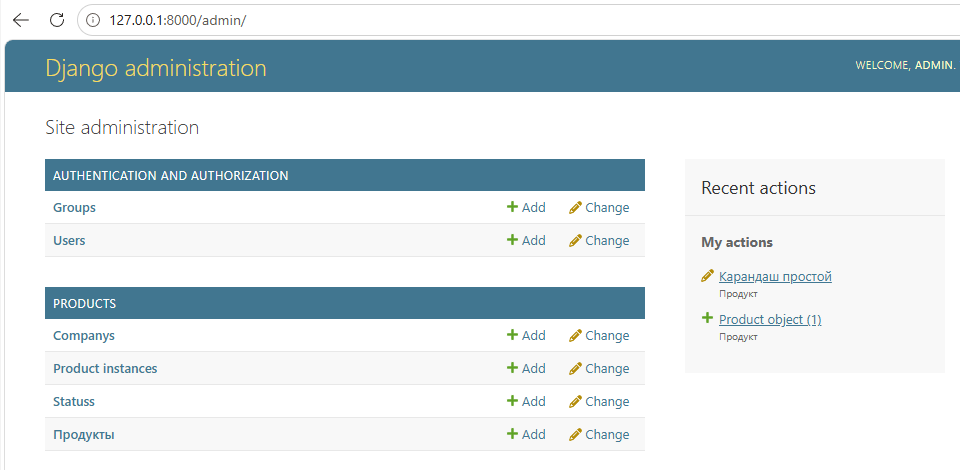 127.0.0.1:8000/admin/
Django administration
WELCOME, ADMIN.
Site administration
AUTHENTICATION AND AUTHORIZATION
Groups Add Change
Users Add Change
PRODUCTS
Companys Add Change
Product instances Add Change
Statuss Add Change
Продукты Add Change
Recent actions
My actions
Карандаш простой
Продукт
Product object (1)
Продукт